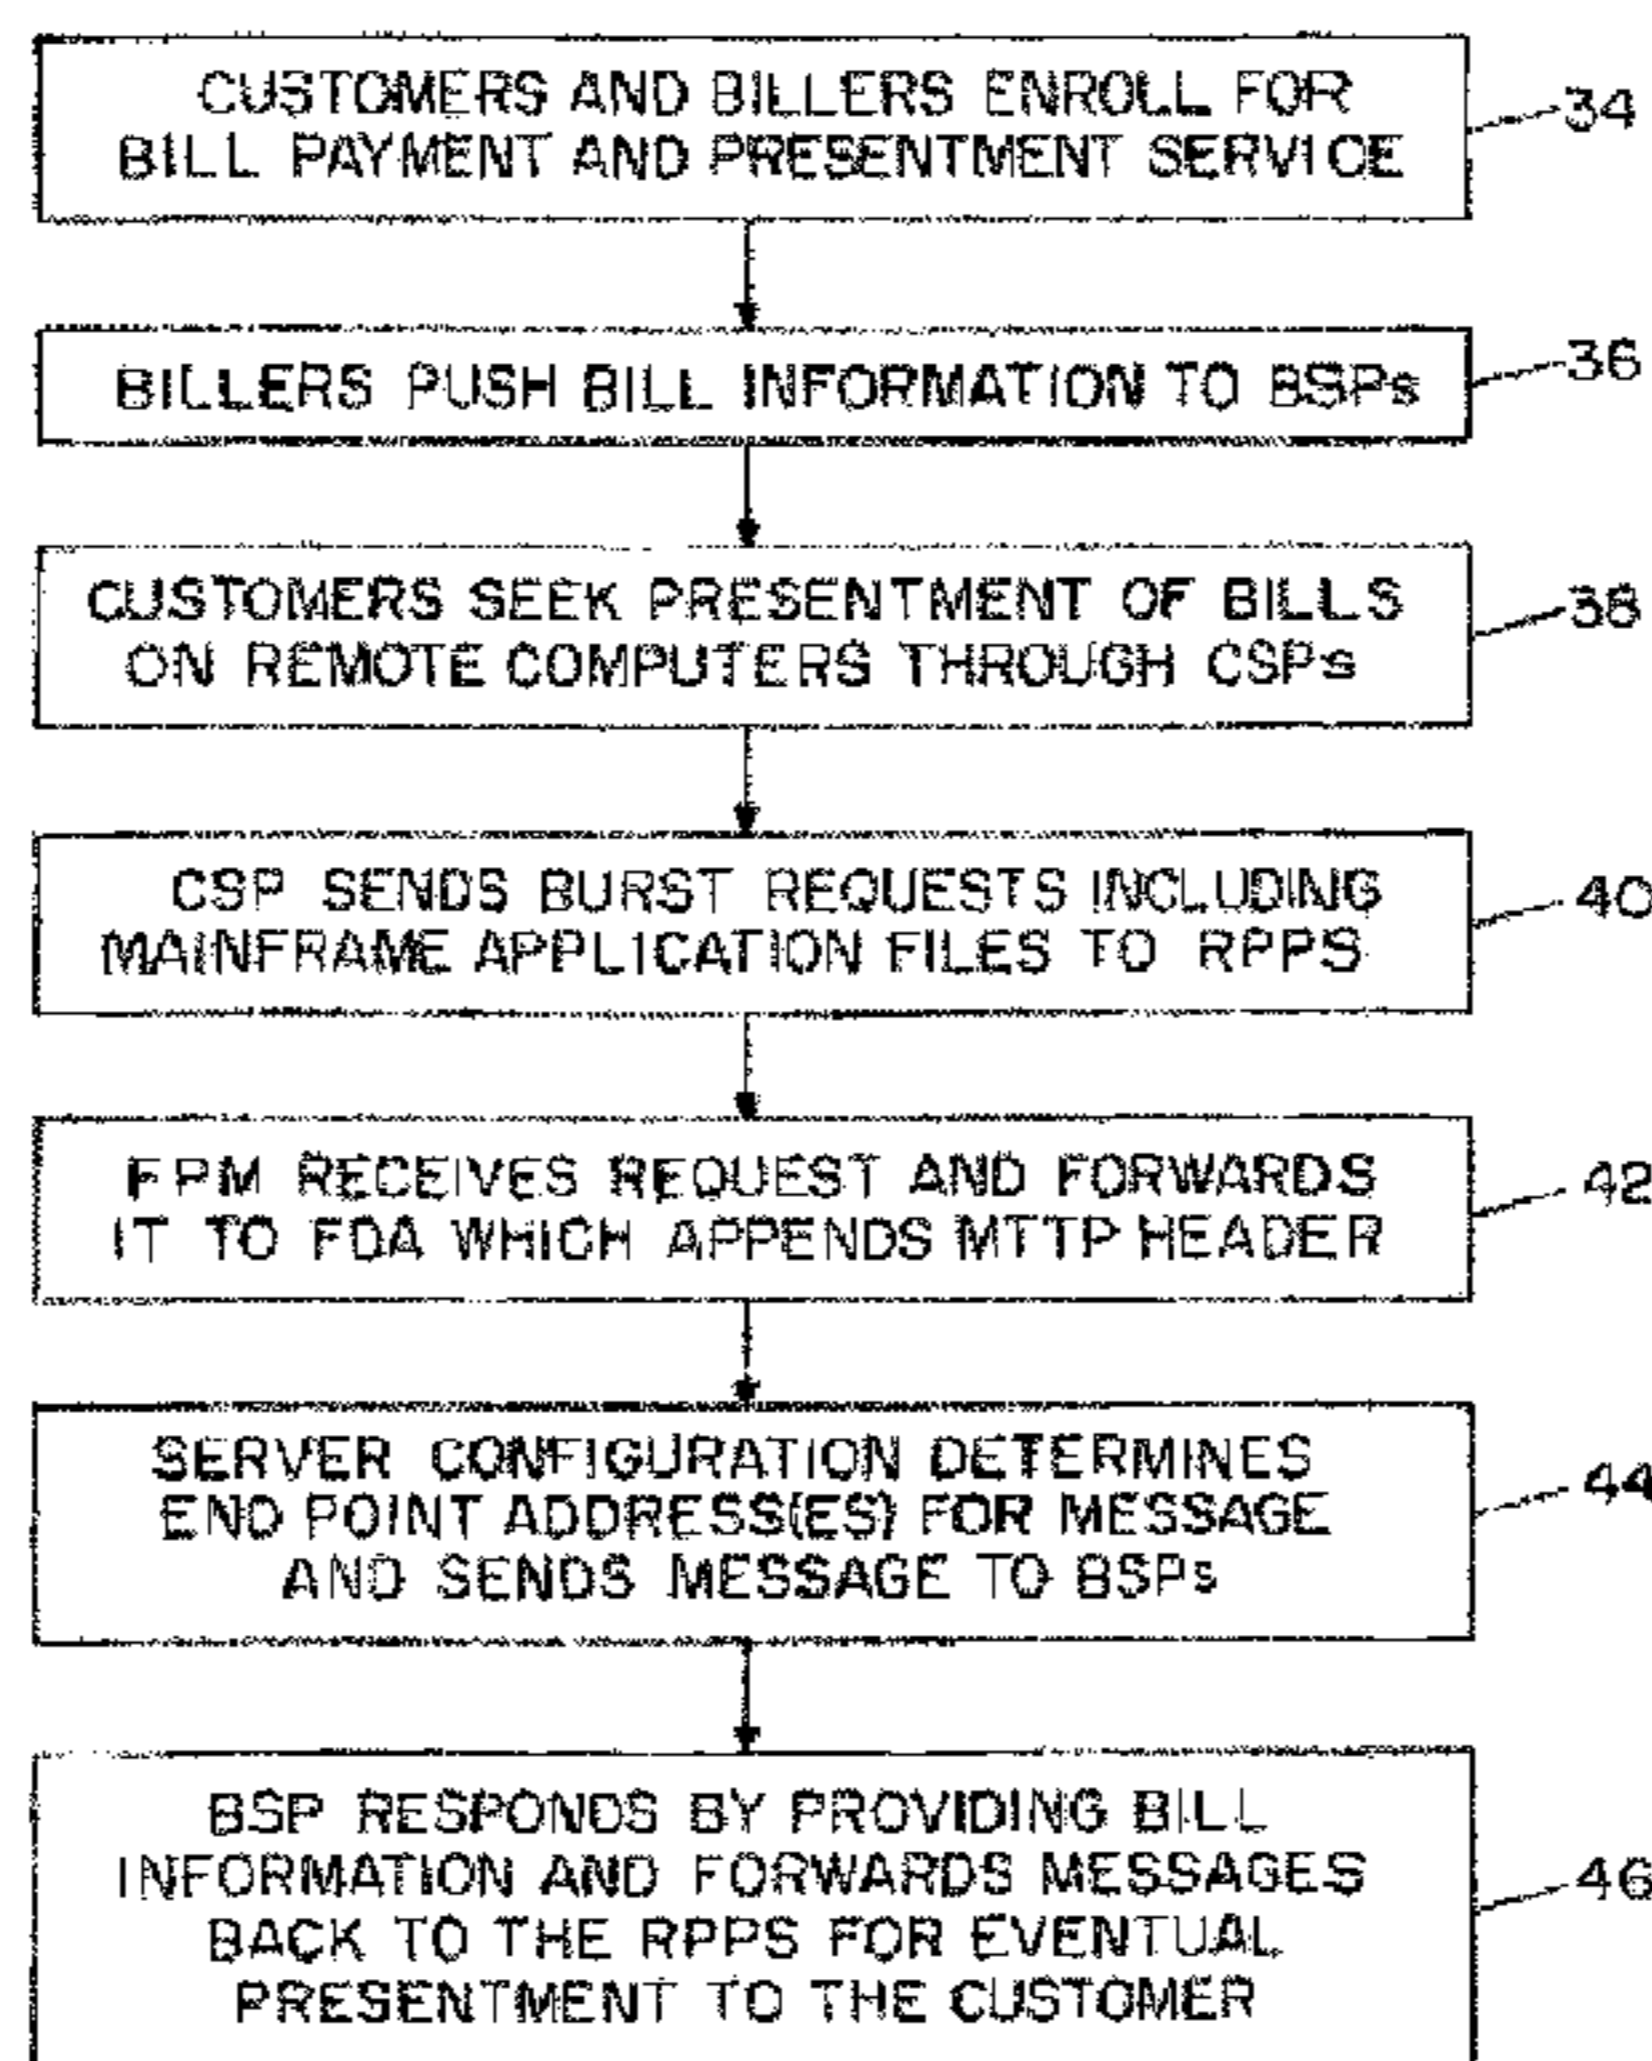 CUSTOMERS AND BILLERS ENROLL FOR
BILL PAYMENT AND PRESENTMENT SERVICE
34
BILLERS PUSH BILL INFORMATION TO BSPs
36
CUSTOMERS SEEK PRESENTMENT OF BILLS
ON REMOTE COMPUTERS THROUGH CSPs
38
CSP SENDS BURST REQUESTS INCLUDING
MAINFRAME APPLICATION FILES TO RPPS
40
FPM RECEIVES REQUEST AND FORWARDS
IT TO FDA WHICH APPENDS MTTP HEADER
42
SERVER CONFIGURATION DETERMINES
END POINT ADDRESS(ES) FOR MESSAGE
AND SENDS MESSAGE TO BSPs
44
BSP RESPONDS BY PROVIDING BILL
INFORMATION AND FORWARDS MESSAGES
BACK TO THE RPPS FOR EVENTUAL
PRESENTMENT TO THE CUSTOMER
46